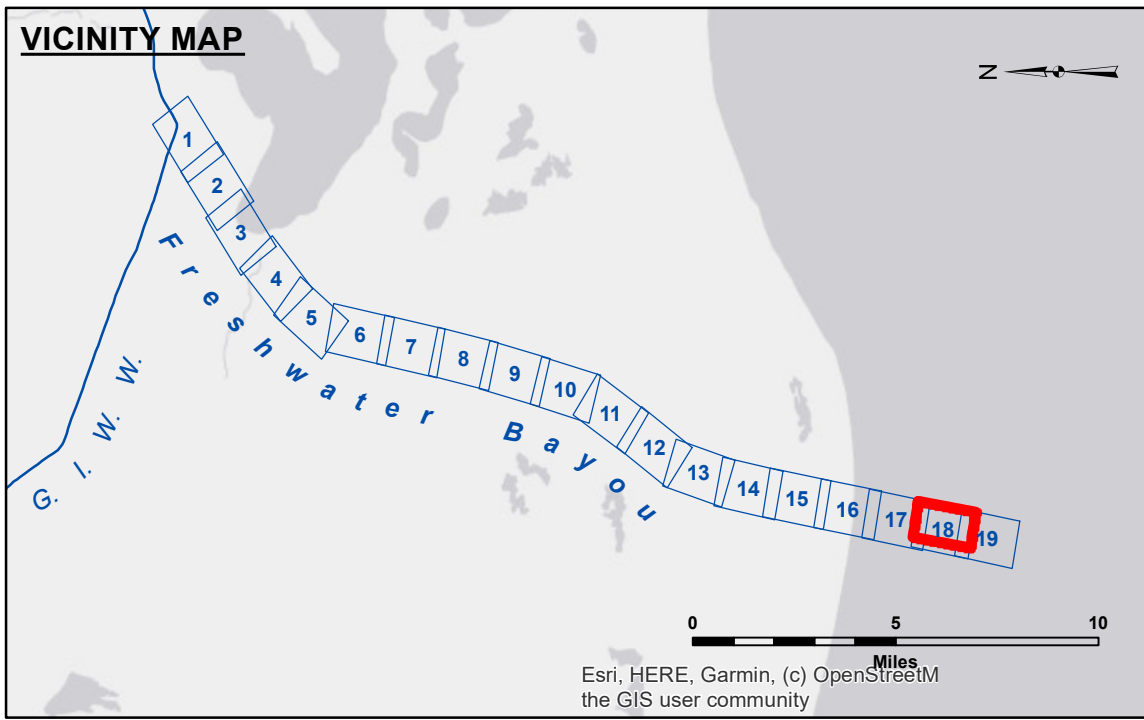 VICINITY MAP
N
1
2
3
4
5
6
7
8
9
10
11
12
13
14
15
16
17
18
19
Freshwater Bayou
G. I. W. W.
0 5 10
Miles
Esri, HERE, Garmin, (c) OpenStreetM
the GIS user community